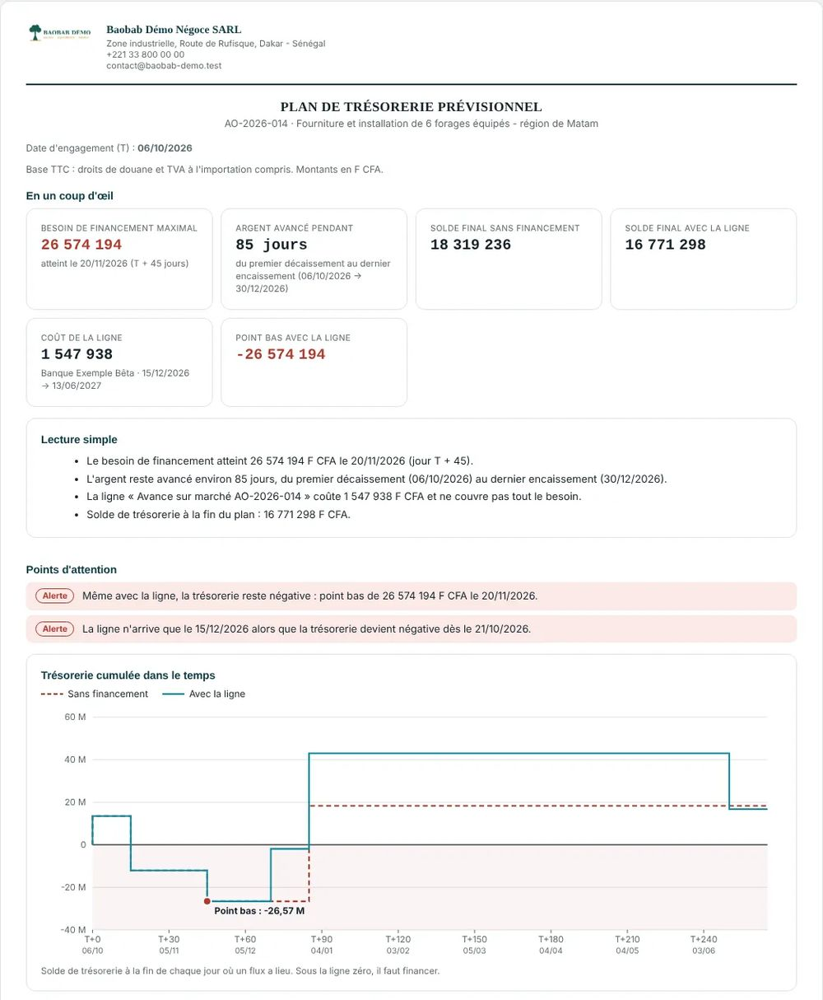 BAOBAB DÉMO
Baobab Démo Négoce SARL
Zone industrielle, Route de Rufisque, Dakar - Sénégal
+221 33 800 00 00
contact@baobab-demo.test
PLAN DE TRÉSORERIE PRÉVISIONNEL
AO-2026-014 · Fourniture et installation de 6 forages équipés - région de Matam
Date d'engagement (T) : 06/10/2026
Base TTC : droits de douane et TVA à l'importation compris. Montants en F CFA.
En un coup d'œil
BESOIN DE FINANCEMENT MAXIMAL
26 574 194
atteint le 20/11/2026 (T + 45 jours)
ARGENT AVANCÉ PENDANT
85 jours
du premier décaissement au dernier
encaissement (06/10/2026 →
30/12/2026)
SOLDE FINAL SANS FINANCEMENT
18 319 236
SOLDE FINAL AVEC LA LIGNE
16 771 298
COÛT DE LA LIGNE
1 547 938
Banque Exemple Bêta · 15/12/2026
→ 13/06/2027
POINT BAS AVEC LA LIGNE
-26 574 194
Lecture simple
• Le besoin de financement atteint 26 574 194 F CFA le 20/11/2026 (jour T + 45).
• L'argent reste avancé environ 85 jours, du premier décaissement (06/10/2026) au dernier encaissement (30/12/2026).
• La ligne « Avance sur marché AO-2026-014 » coûte 1 547 938 F CFA et ne couvre pas tout le besoin.
• Solde de trésorerie à la fin du plan : 16 771 298 F CFA.
Points d'attention
Alerte Même avec la ligne, la trésorerie reste négative : point bas de 26 574 194 F CFA le 20/11/2026.
Alerte La ligne n'arrive que le 15/12/2026 alors que la trésorerie devient négative dès le 21/10/2026.
Trésorerie cumulée dans le temps
Sans financement Avec la ligne
60 M
40 M
20 M
0
-20 M
-40 M
Point bas : -26,57 M
T+0 T+30 T+60 T+90 T+120 T+150 T+180 T+210 T+240
06/10 05/11 05/12 04/01 03/02 05/03 04/04 04/05 03/06
Solde de trésorerie à la fin de chaque jour où un flux a lieu. Sous la ligne zéro, il faut financer.